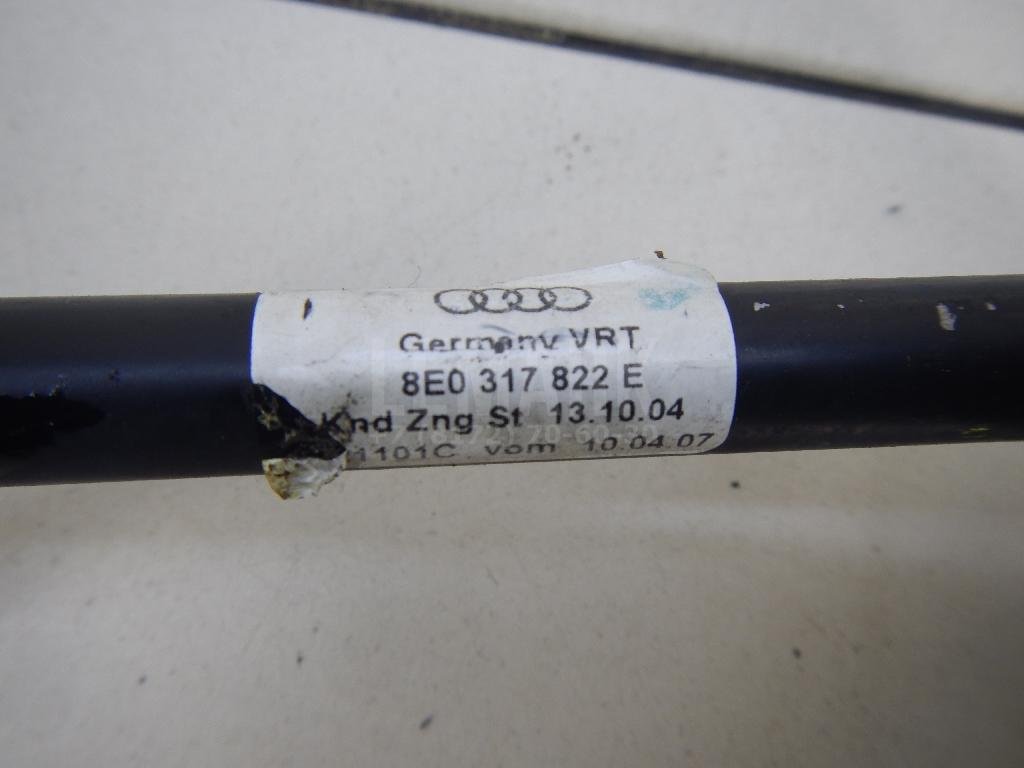 Germany VRT
8E0 317 822 E
Knd Zng St 13.10.04
1101C vom 10.04.07